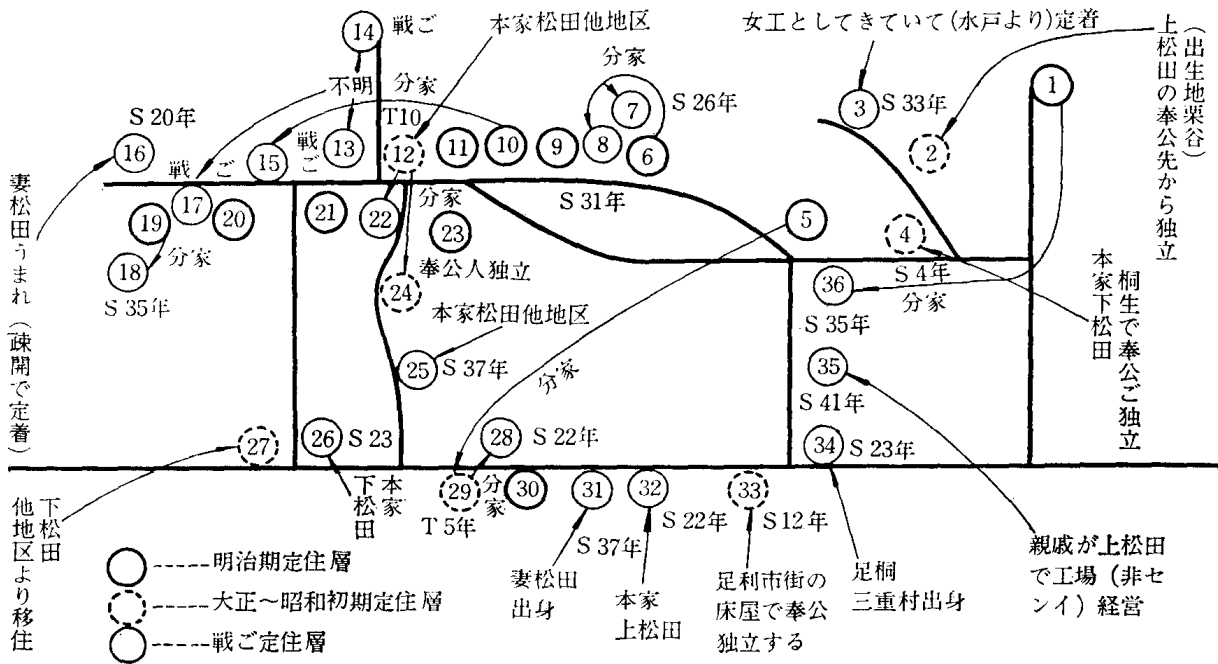 本家松田他地区
女工としてきていて(水戸より)定着
(出生地栗谷)
上松田の奉公先から独立
14
戦ご
不明
分家
T10
分家
S 26年
S 33年
1
S 20年
16
戦ご
15
戦ご
13
12
11
10
9
8
7
6
3
2
妻松田うまれ(疎開で定着)
19
17
20
21
22
分家
23
S 31年
5
4
18
分家
S 35年
24
奉公人独立
36
S 4年
分家
S 35年
桐生で奉公ご独立
本家下松田
本家松田他地区
25
S 37年
分家
35
S 41年
27
26
S 23
28
S 22年
34
S 23年
下松田
他地区より移住
本家
下松田
29
分家
T 5年
30
31
S 37年
32
S 22年
33
S 12年
妻松田
出身
本家
上松田
足利市街の
床屋で奉公
独立する
足桐
三重村出身
親戚が上松田
で工場(非セ
ンイ)経営
明治期定住層
大正〜昭和初期定住層
戦ご定住層